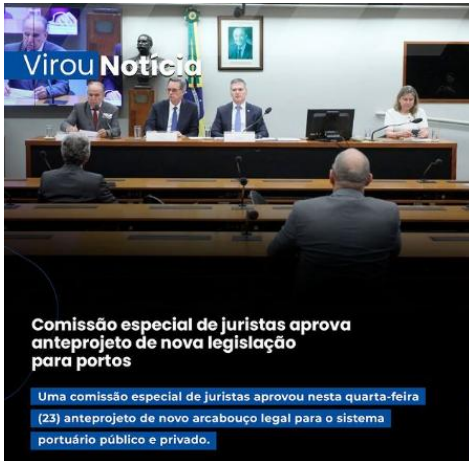 Virou Notícia
Comissão especial de juristas aprova
anteprojeto de nova legislação
para portos
Uma comissão especial de juristas aprovou nesta quarta-feira
(23) anteprojeto de novo arcabouço legal para o sistema
portuário público e privado.